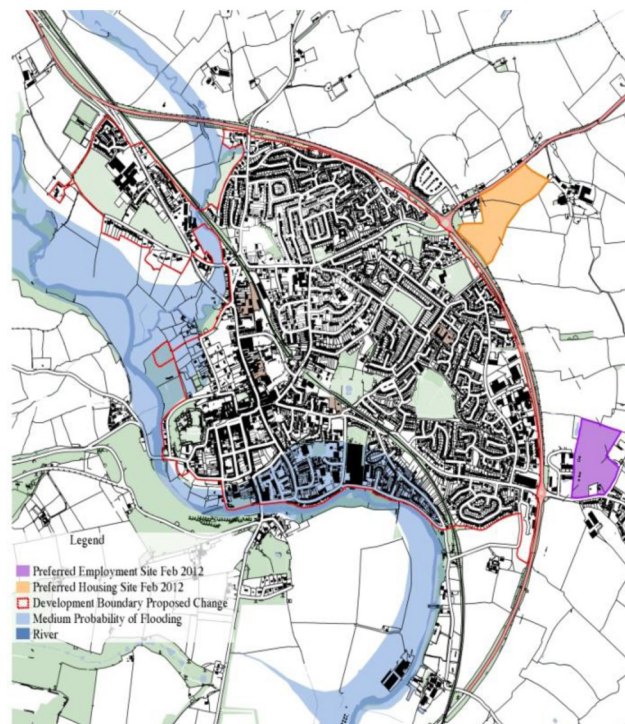 Legend
Preferred Employment Site Feb 2012
Preferred Housing Site Feb 2012
Development Boundary Proposed Change
Medium Probability of Flooding
River